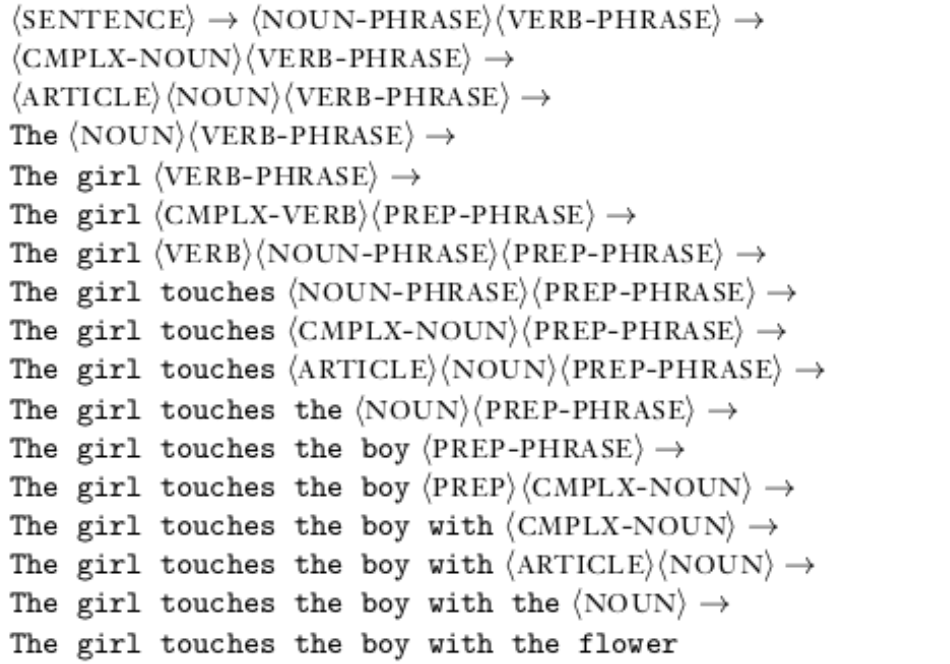 ⟨SENTENCE⟩ → ⟨NOUN-PHRASE⟩⟨VERB-PHRASE⟩ →
⟨CMPLX-NOUN⟩⟨VERB-PHRASE⟩ →
⟨ARTICLE⟩⟨NOUN⟩⟨VERB-PHRASE⟩ →
The ⟨NOUN⟩⟨VERB-PHRASE⟩ →
The girl ⟨VERB-PHRASE⟩ →
The girl ⟨CMPLX-VERB⟩⟨PREP-PHRASE⟩ →
The girl ⟨VERB⟩⟨NOUN-PHRASE⟩⟨PREP-PHRASE⟩ →
The girl touches ⟨NOUN-PHRASE⟩⟨PREP-PHRASE⟩ →
The girl touches ⟨CMPLX-NOUN⟩⟨PREP-PHRASE⟩ →
The girl touches ⟨ARTICLE⟩⟨NOUN⟩⟨PREP-PHRASE⟩ →
The girl touches the ⟨NOUN⟩⟨PREP-PHRASE⟩ →
The girl touches the boy ⟨PREP-PHRASE⟩ →
The girl touches the boy ⟨PREP⟩⟨CMPLX-NOUN⟩ →
The girl touches the boy with ⟨CMPLX-NOUN⟩ →
The girl touches the boy with ⟨ARTICLE⟩⟨NOUN⟩ →
The girl touches the boy with the ⟨NOUN⟩ →
The girl touches the boy with the flower